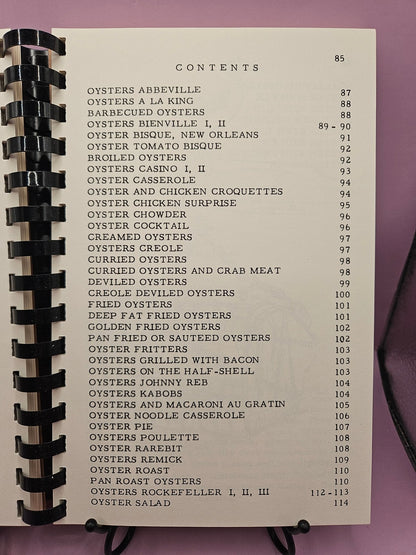 85
CONTENTS
OYSTERS ABBEVILLE 87
OYSTERS A LA KING 88
BARBECUED OYSTERS 88
OYSTERS BIENVILLE I, II 89-90
OYSTER BISQUE, NEW ORLEANS 91
OYSTER TOMATO BISQUE 92
BROILED OYSTERS 92
OYSTERS CASINO I, II 93
OYSTER CASSEROLE 94
OYSTER AND CHICKEN CROQUETTES 94
OYSTER CHICKEN SURPRISE 95
OYSTER CHOWDER 96
OYSTER COCKTAIL 96
CREAMED OYSTERS 97
OYSTERS CREOLE 97
CURRIED OYSTERS 98
CURRIED OYSTERS AND CRAB MEAT 98
DEVILED OYSTERS 99
CREOLE DEVILED OYSTERS 100
FRIED OYSTERS 101
DEEP FAT FRIED OYSTERS 101
GOLDEN FRIED OYSTERS 102
PAN FRIED OR SAUTEED OYSTERS 102
OYSTER FRITTERS 103
OYSTERS GRILLED WITH BACON 103
OYSTERS ON THE HALF-SHELL 103
OYSTERS JOHNNY REB 104
OYSTERS KABOBS 104
OYSTERS AND MACARONI AU GRATIN 105
OYSTER NOODLE CASSEROLE 106
OYSTER PIE 107
OYSTERS POULETTE 108
OYSTER RAREBIT 108
OYSTERS REMICK 109
OYSTER ROAST 110
PAN ROAST OYSTERS 110
OYSTERS ROCKEFELLER I, II, III 112-113
OYSTER SALAD 114